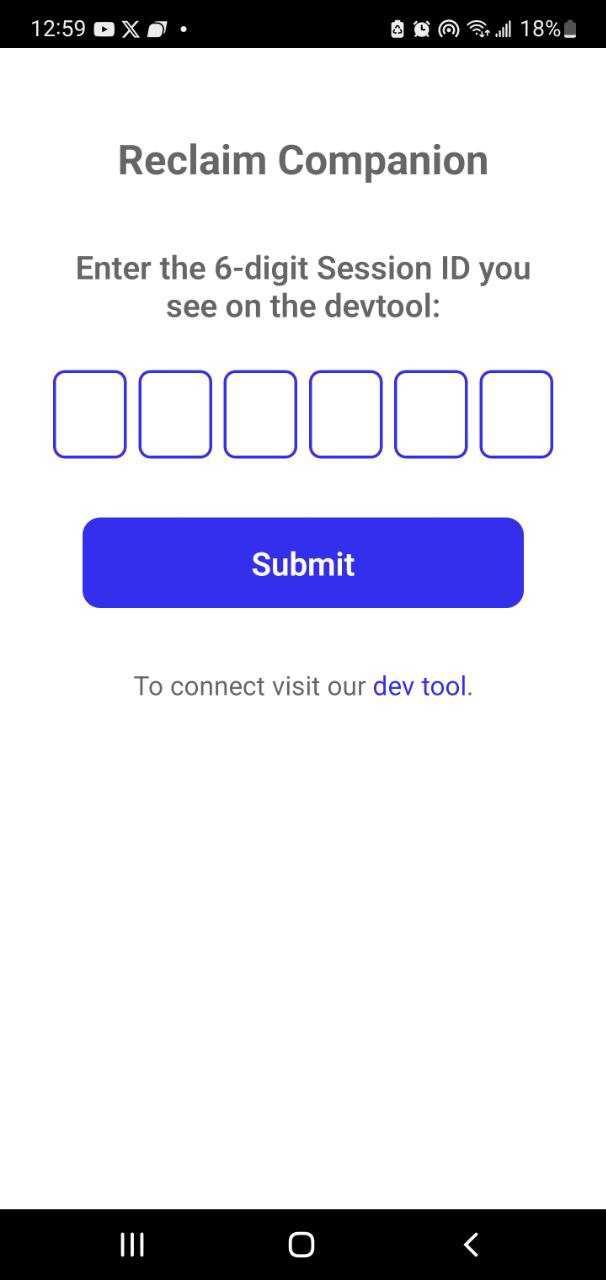 12:59
18%
Reclaim Companion
Enter the 6-digit Session ID you
see on the devtool:
Submit
To connect visit our dev tool.